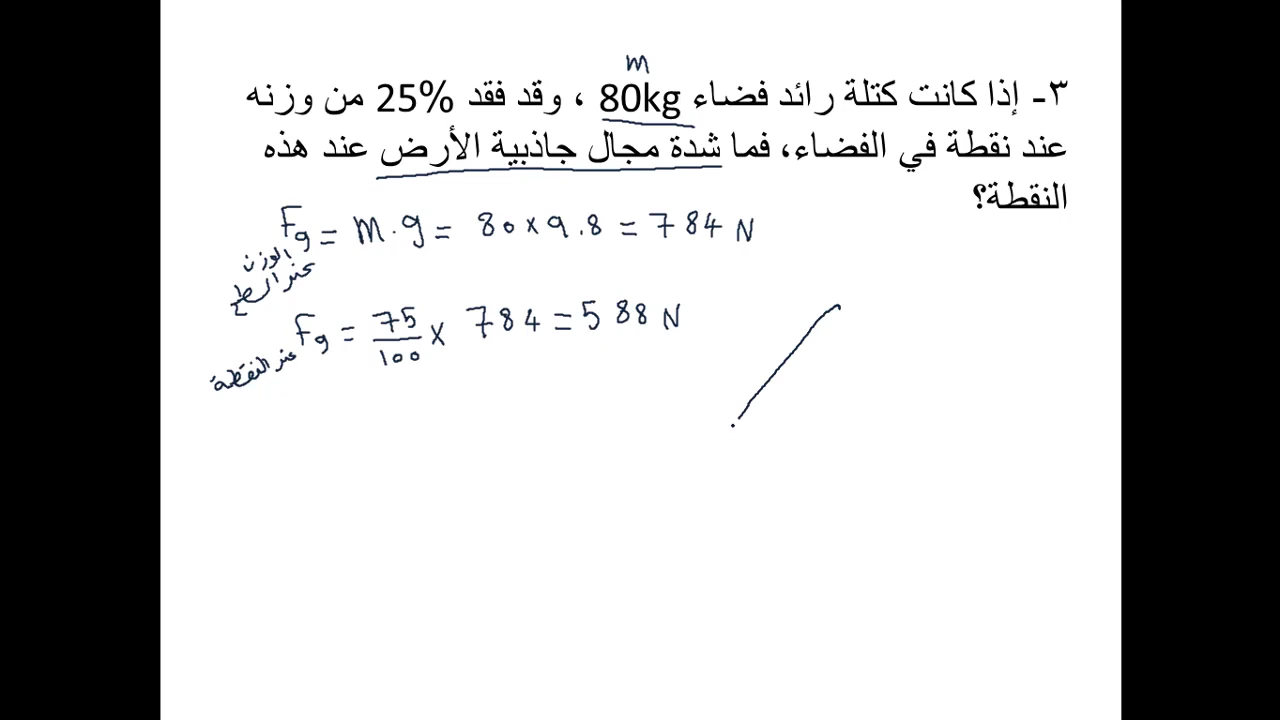 m
٣- إذا كانت كتلة رائد فضاء 80kg ، وقد فقد 25% من وزنه
عند نقطة في الفضاء، فما شدة مجال جاذبية الأرض عند هذه
النقطة؟
Fg = m.g = 80 × 9.8 = 784 N
الوزن
عند السطح
Fg = 75/100 × 784 = 588 N
عند النقطة